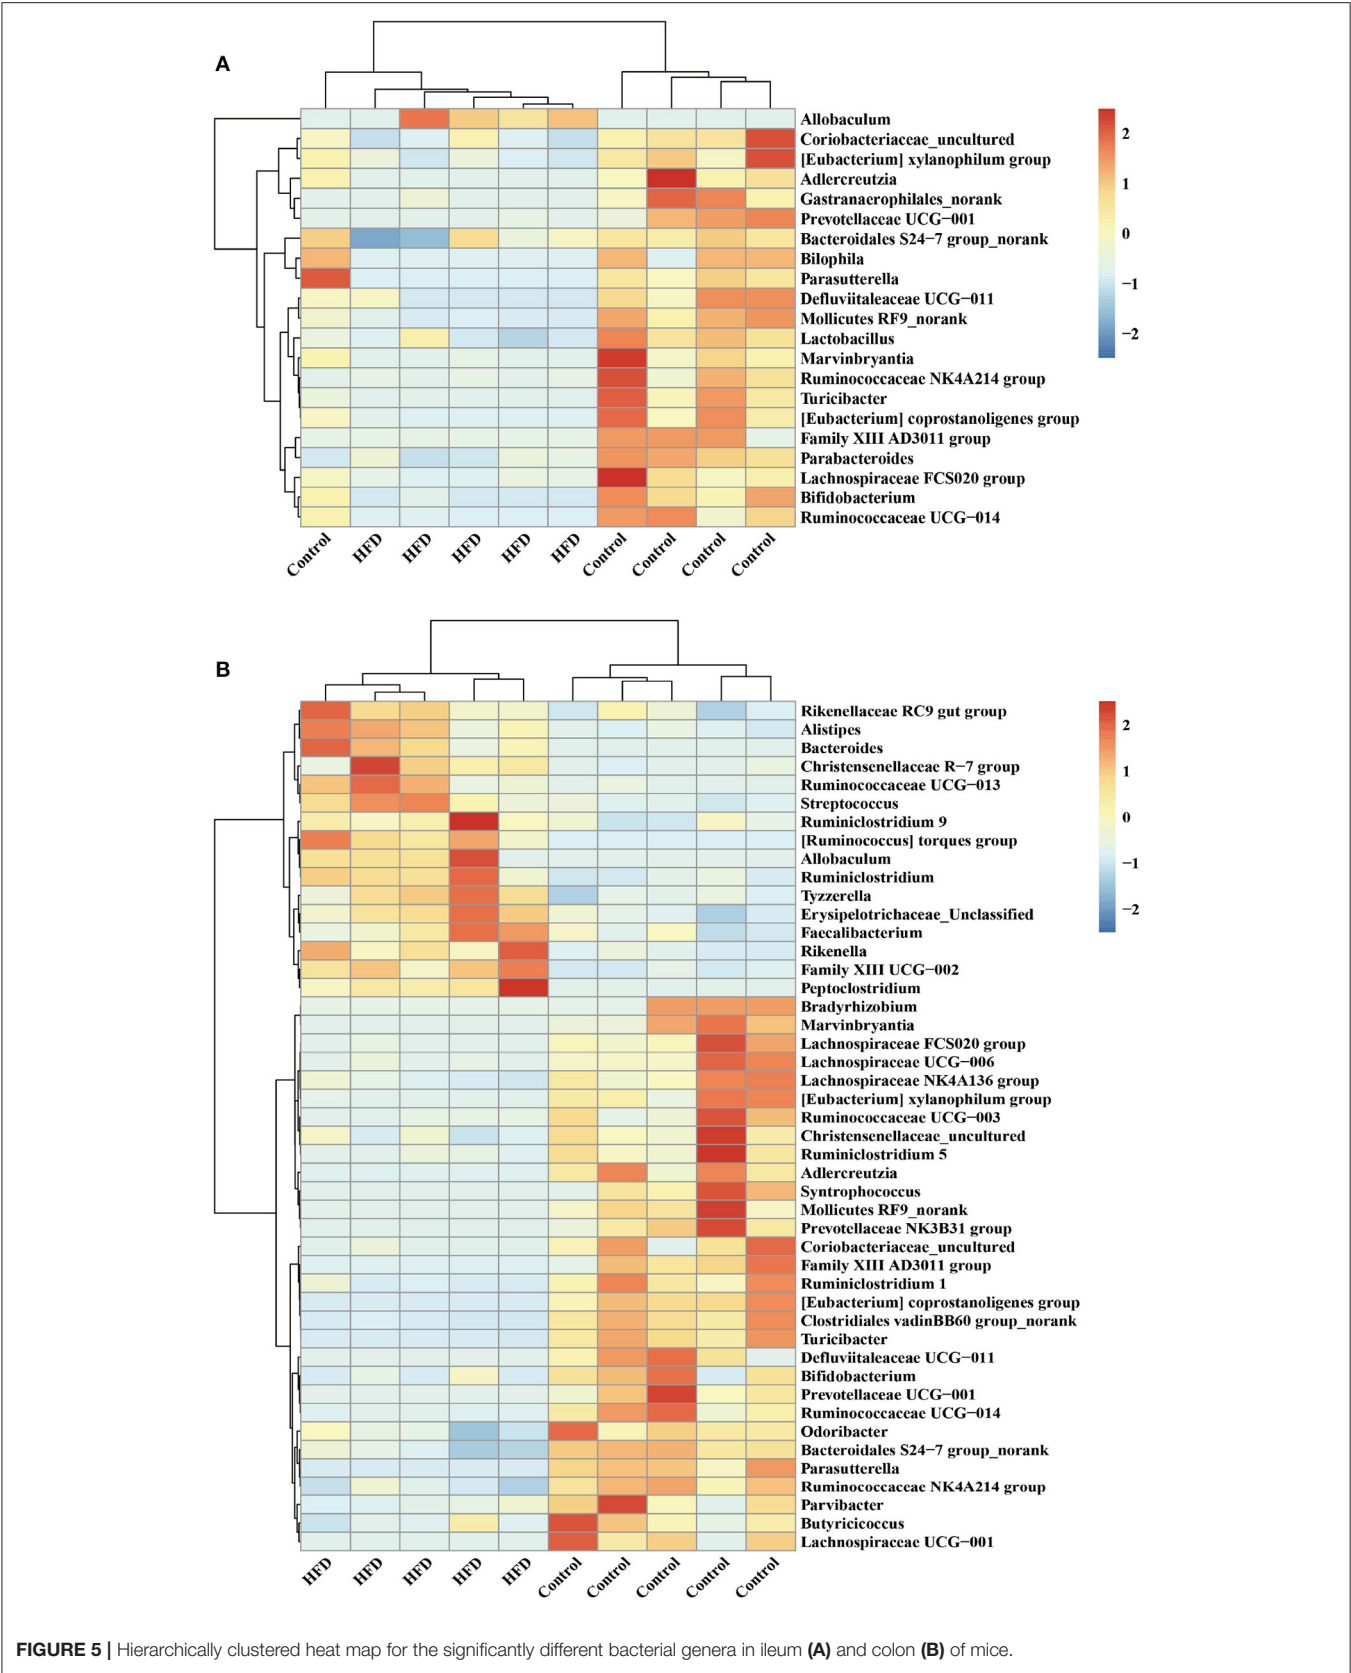 A
Allobaculum
Coriobacteriaceae_uncultured
[Eubacterium] xylanophilum group
Adlercreutzia
Gastranaerophilales_norank
Prevotellaceae UCG−001
Bacteroidales S24−7 group_norank
Bilophila
Parasutterella
Defluviitaleaceae UCG−011
Mollicutes RF9_norank
Lactobacillus
Marvinbryantia
Ruminococcaceae NK4A214 group
Turicibacter
[Eubacterium] coprostanoligenes group
Family XIII AD3011 group
Parabacteroides
Lachnospiraceae FCS020 group
Bifidobacterium
Ruminococcaceae UCG−014
2
1
0
−1
−2
Control HFD HFD HFD HFD HFD Control Control Control Control
B
Rikenellaceae RC9 gut group
Alistipes
Bacteroides
Christensenellaceae R−7 group
Ruminococcaceae UCG−013
Streptococcus
Ruminiclostridium 9
[Ruminococcus] torques group
Allobaculum
Ruminiclostridium
Tyzzerella
Erysipelotrichaceae_Unclassified
Faecalibacterium
Rikenella
Family XIII UCG−002
Peptoclostridium
Bradyrhizobium
Marvinbryantia
Lachnospiraceae FCS020 group
Lachnospiraceae UCG−006
Lachnospiraceae NK4A136 group
[Eubacterium] xylanophilum group
Ruminococcaceae UCG−003
Christensenellaceae_uncultured
Ruminiclostridium 5
Adlercreutzia
Syntrophococcus
Mollicutes RF9_norank
Prevotellaceae NK3B31 group
Coriobacteriaceae_uncultured
Family XIII AD3011 group
Ruminiclostridium 1
[Eubacterium] coprostanoligenes group
Clostridiales vadinBB60 group_norank
Turicibacter
Defluviitaleaceae UCG−011
Bifidobacterium
Prevotellaceae UCG−001
Ruminococcaceae UCG−014
Odoribacter
Bacteroidales S24−7 group_norank
Parasutterella
Ruminococcaceae NK4A214 group
Parvibacter
Butyricicoccus
Lachnospiraceae UCG−001
2
1
0
−1
−2
HFD HFD HFD HFD HFD Control Control Control Control Control
FIGURE 5 | Hierarchically clustered heat map for the significantly different bacterial genera in ileum (A) and colon (B) of mice.